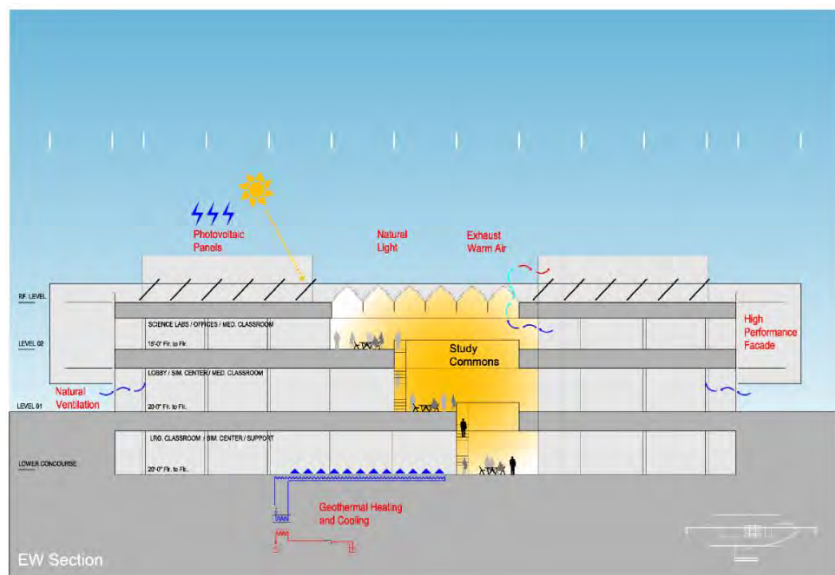 Photovoltaic
Panels
Natural
Light
Exhaust
Warm Air
RF. LEVEL
SCIENCE LABS / OFFICES / MED. CLASSROOM
High
Performance
Facade
LEVEL 02
15'-0" Flr. to Flr.
Study
Commons
LOBBY / SIM. CENTER / MED. CLASSROOM
Natural
Ventilation
LEVEL 01
20'-0" Flr. to Flr.
LRG. CLASSROOM / SIM. CENTER / SUPPORT
LOWER CONCOURSE
20'-0" Flr. to Flr.
Geothermal Heating
and Cooling
EW Section